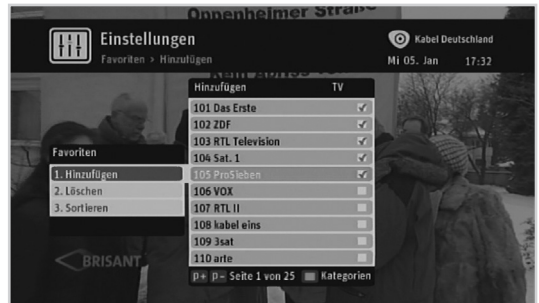 Oppenheimer Straße
Einstellungen
Favoriten > Hinzufügen
Kabel Deutschland
Mi 05. Jan 17:32
Hinzufügen TV
101 Das Erste
102 ZDF
103 RTL Television
104 Sat. 1
105 ProSieben
106 VOX
107 RTL II
108 kabel eins
109 3sat
110 arte
P+ P- Seite 1 von 25 Kategorien
Favoriten
1. Hinzufügen
2. Löschen
3. Sortieren
BRISANT